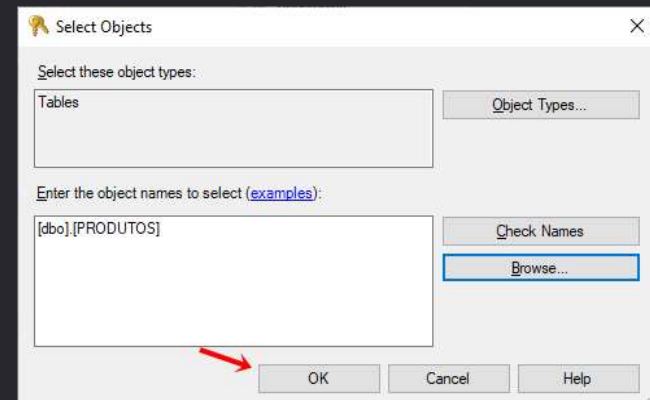 Select Objects
Select these object types:
Tables
Object Types...
Enter the object names to select (examples):
[dbo].[PRODUTOS]
Check Names
Browse...
OK
Cancel
Help